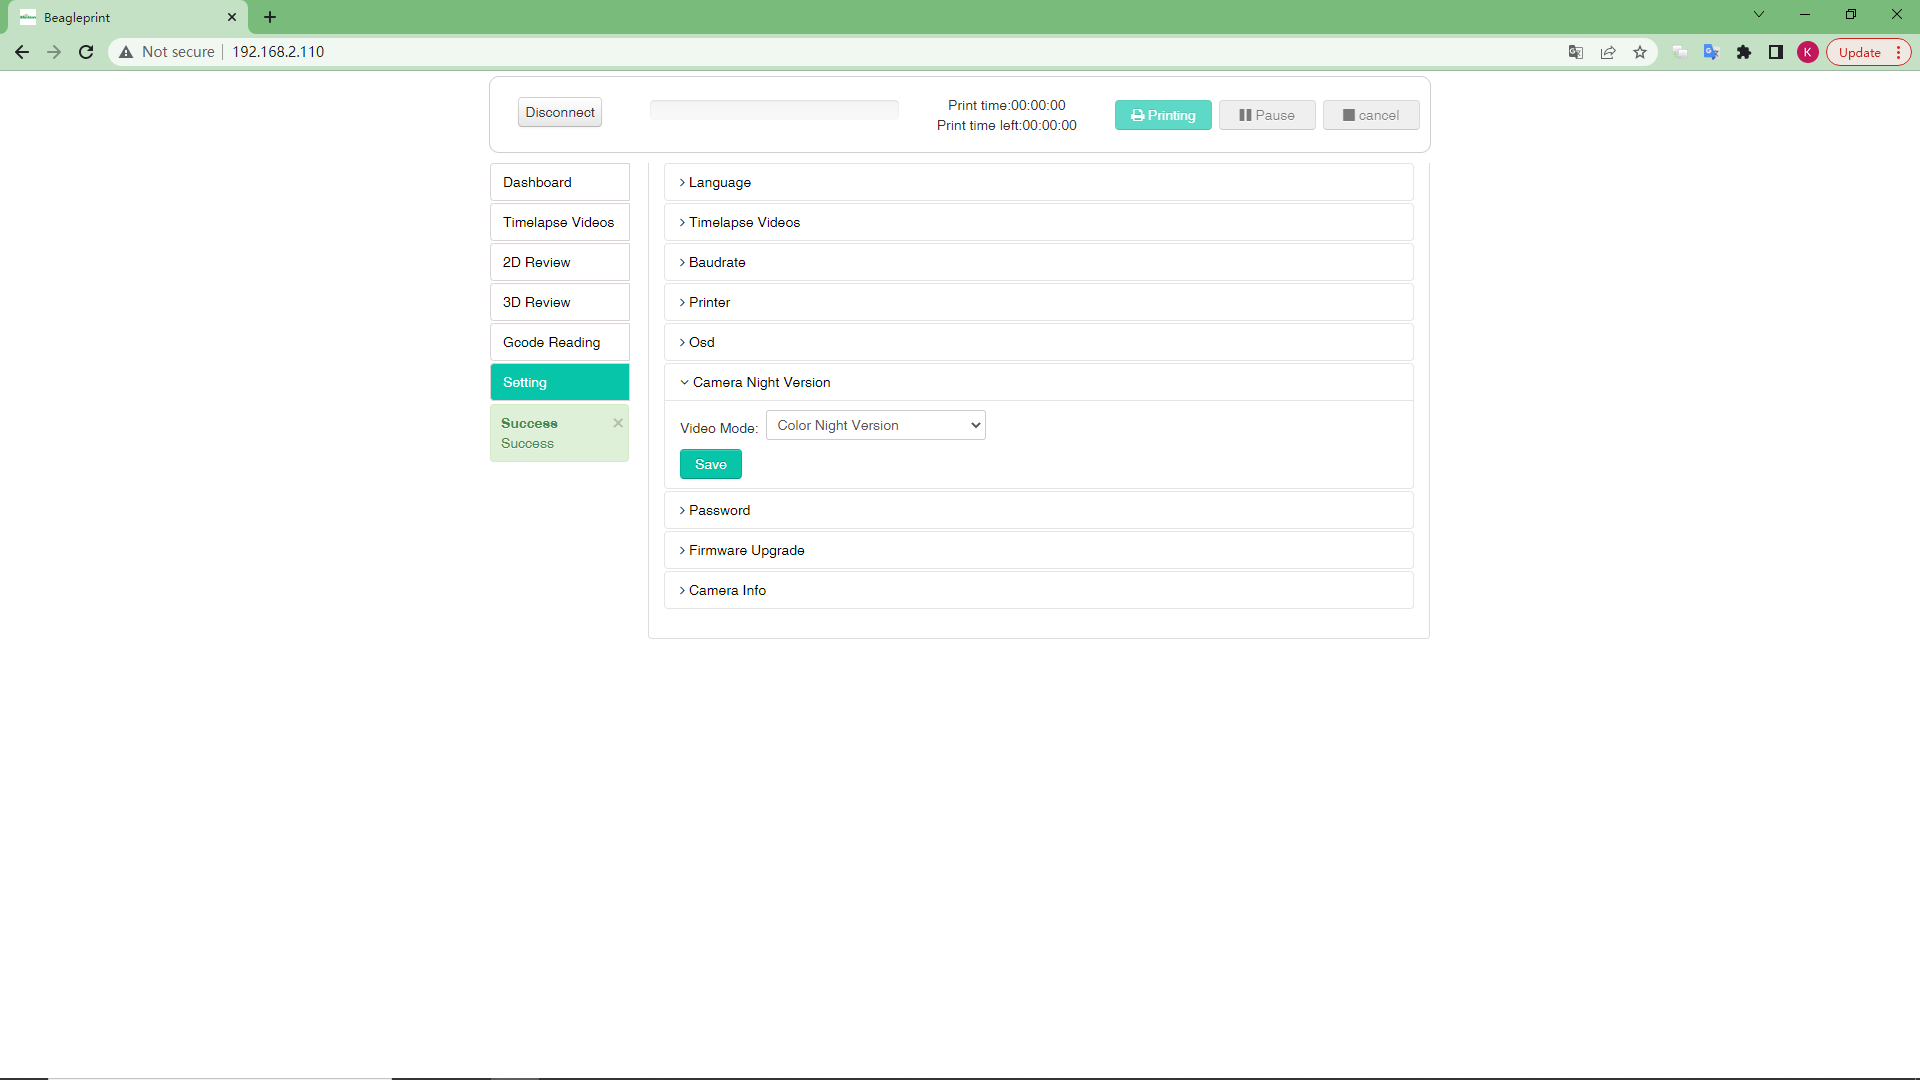 Beagleprint
Not secure
192.168.2.110
K
Update
Disconnect
Print time:00:00:00
Print time left:00:00:00
Printing
Pause
cancel
Dashboard
Timelapse Videos
2D Review
3D Review
Gcode Reading
Setting
Success
Success
Language
Timelapse Videos
Baudrate
Printer
Osd
Camera Night Version
Video Mode:
Color Night Version
Save
Password
Firmware Upgrade
Camera Info